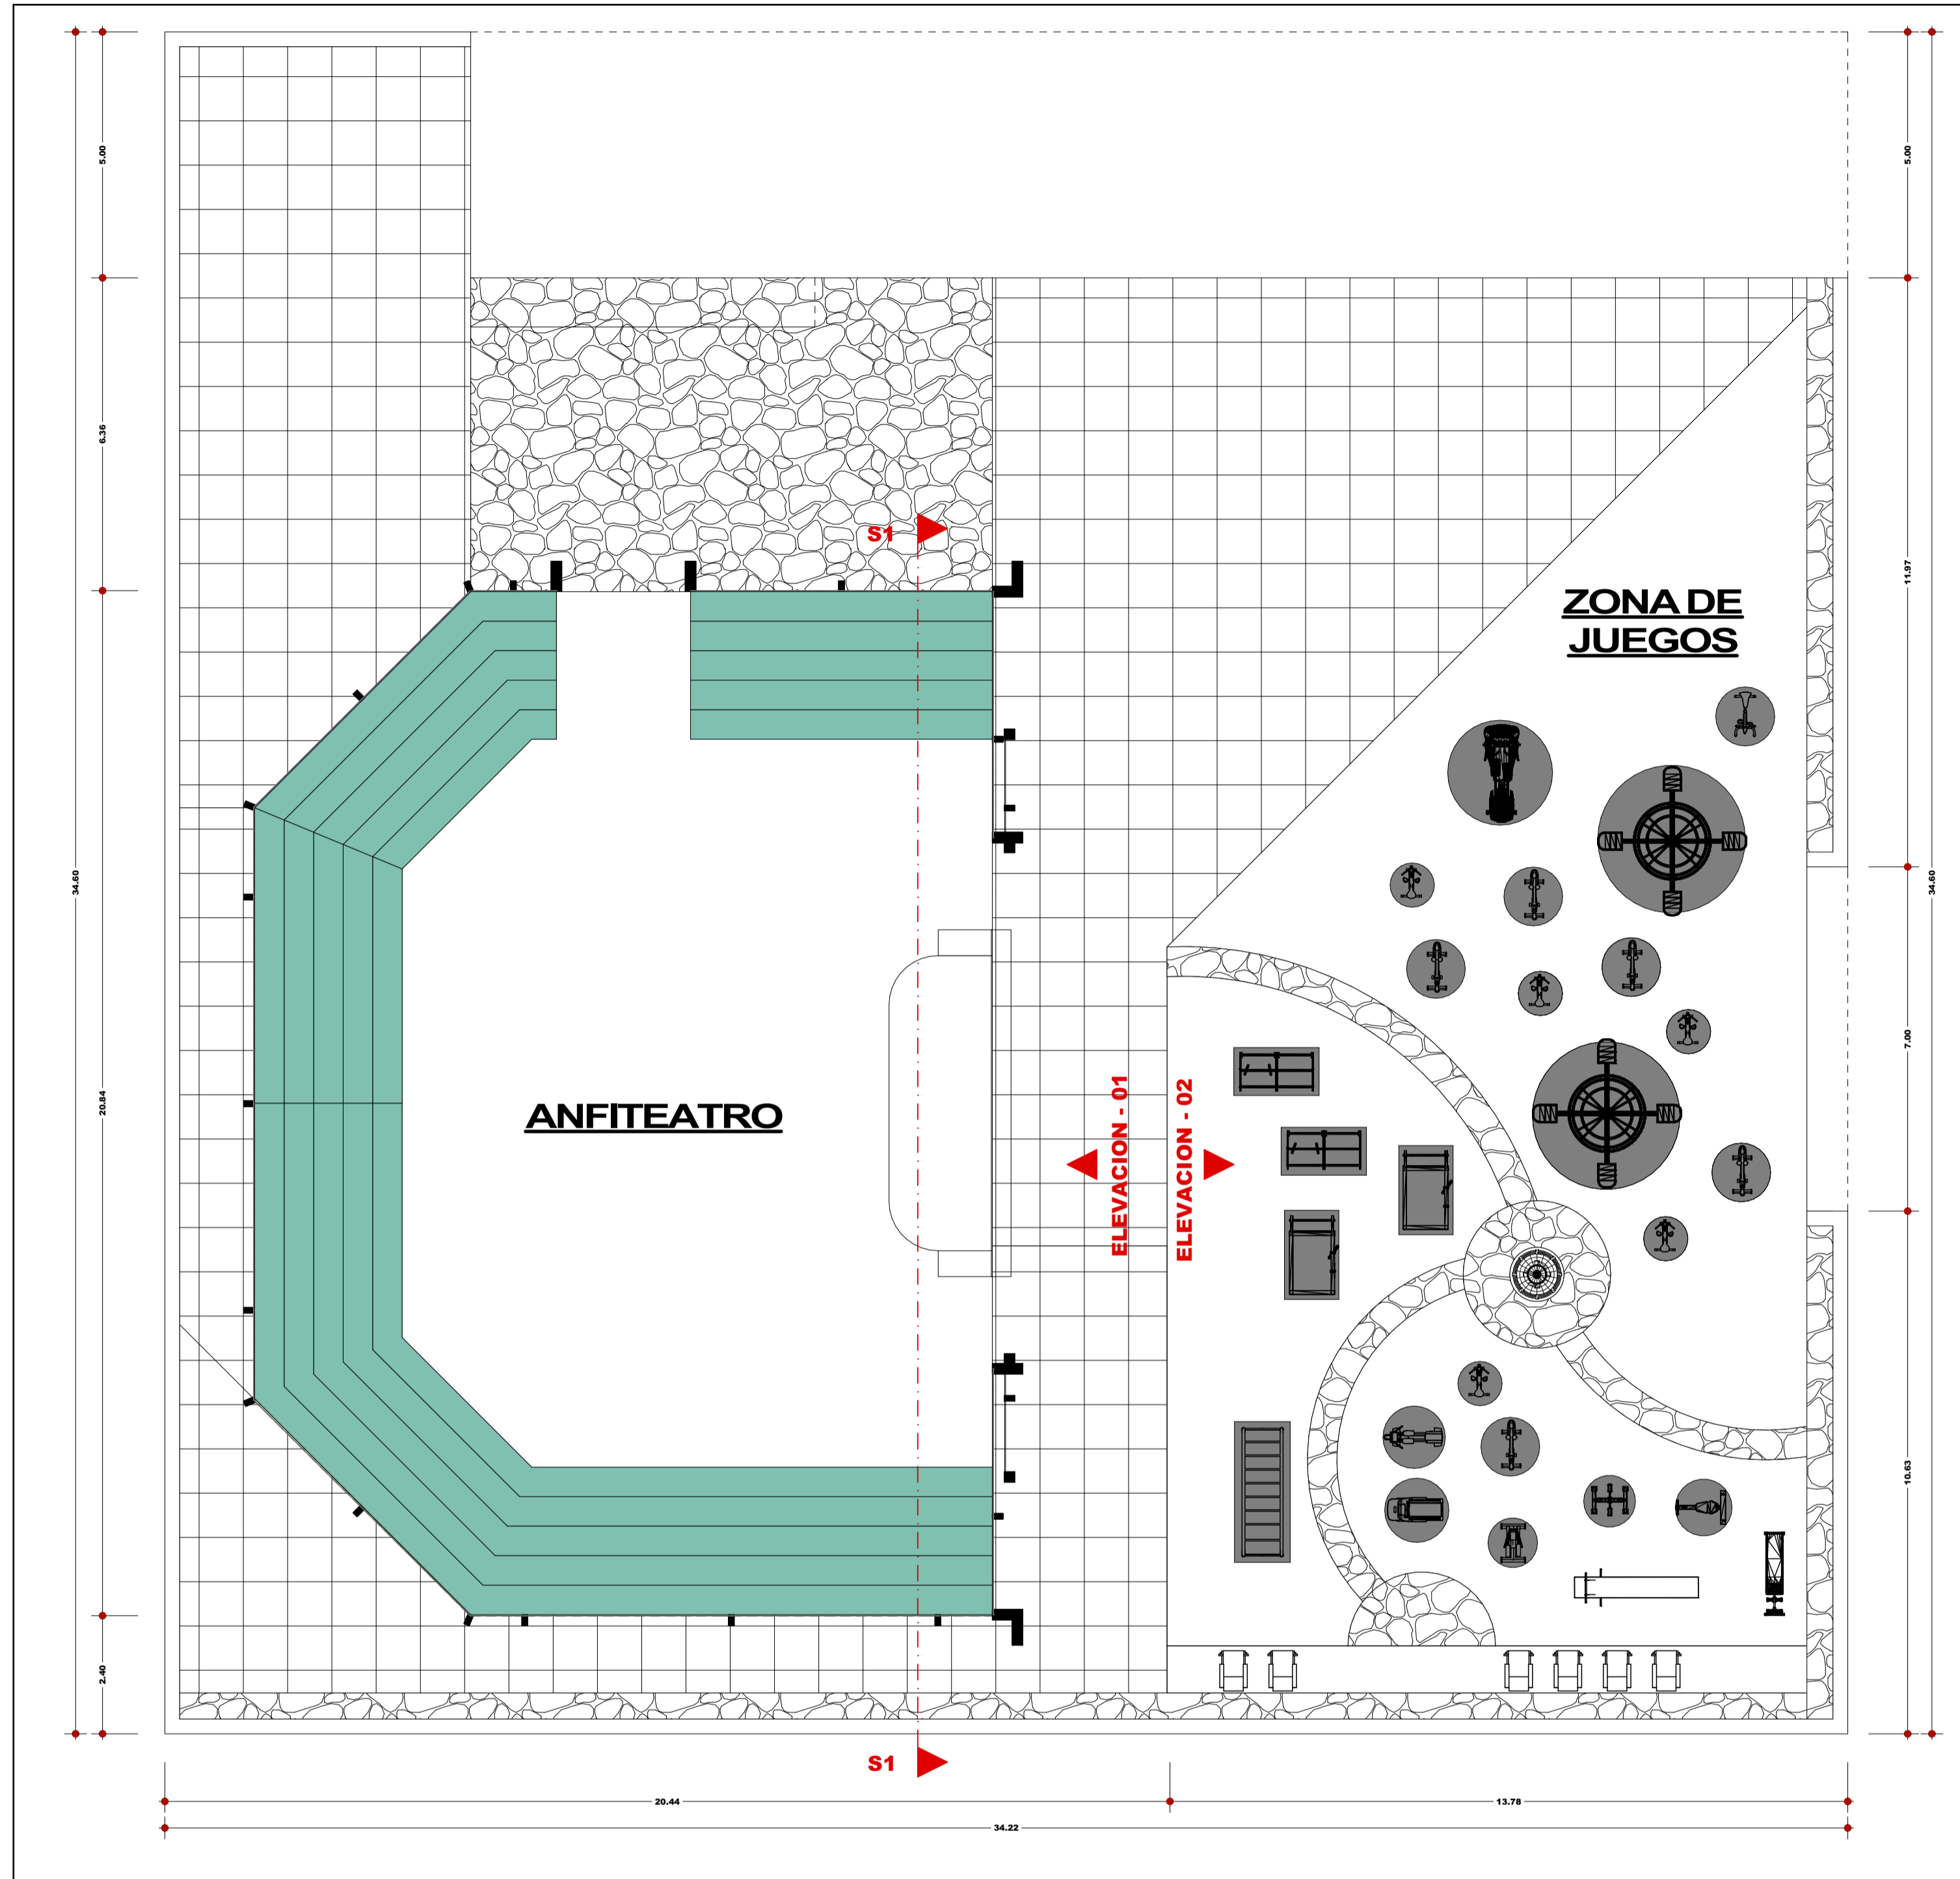 5.00
5.00
6.36
S1
11.97
ZONA DE
JUEGOS
34.60
34.60
7.00
20.84
ANFITEATRO
ELEVACION - 01
ELEVACION - 02
10.63
2.40
S1
20.44
13.78
34.22